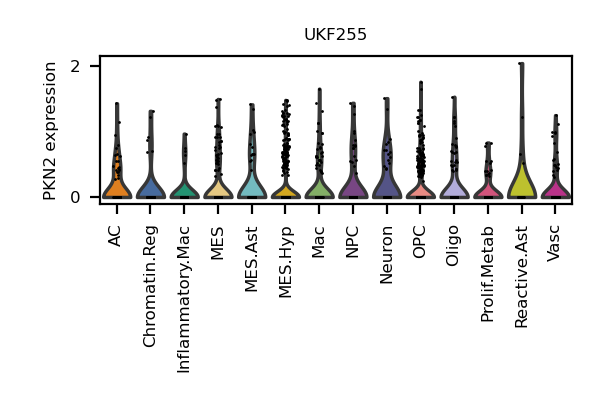 UKF255
PKN2 expression
2
0
AC
Chromatin.Reg
Inflammatory.Mac
MES
MES.Ast
MES.Hyp
Mac
NPC
Neuron
OPC
Oligo
Prolif.Metab
Reactive.Ast
Vasc